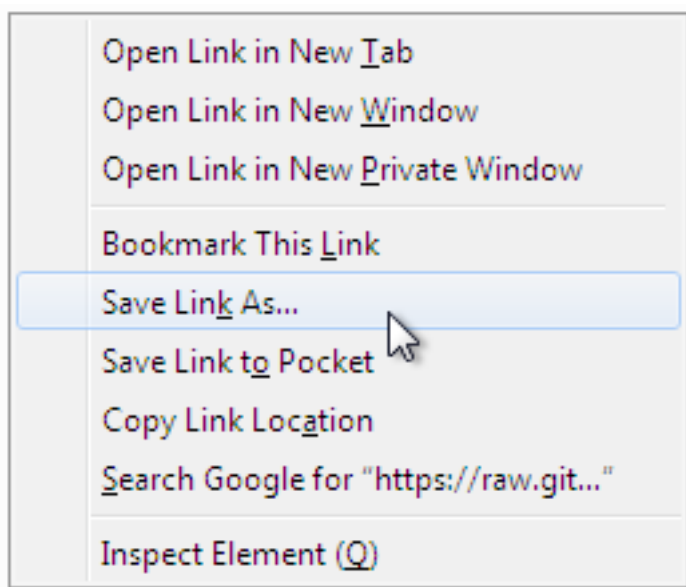 Open Link in New Tab
Open Link in New Window
Open Link in New Private Window
Bookmark This Link
Save Link As...
Save Link to Pocket
Copy Link Location
Search Google for “https://raw.git...”
Inspect Element (Q)